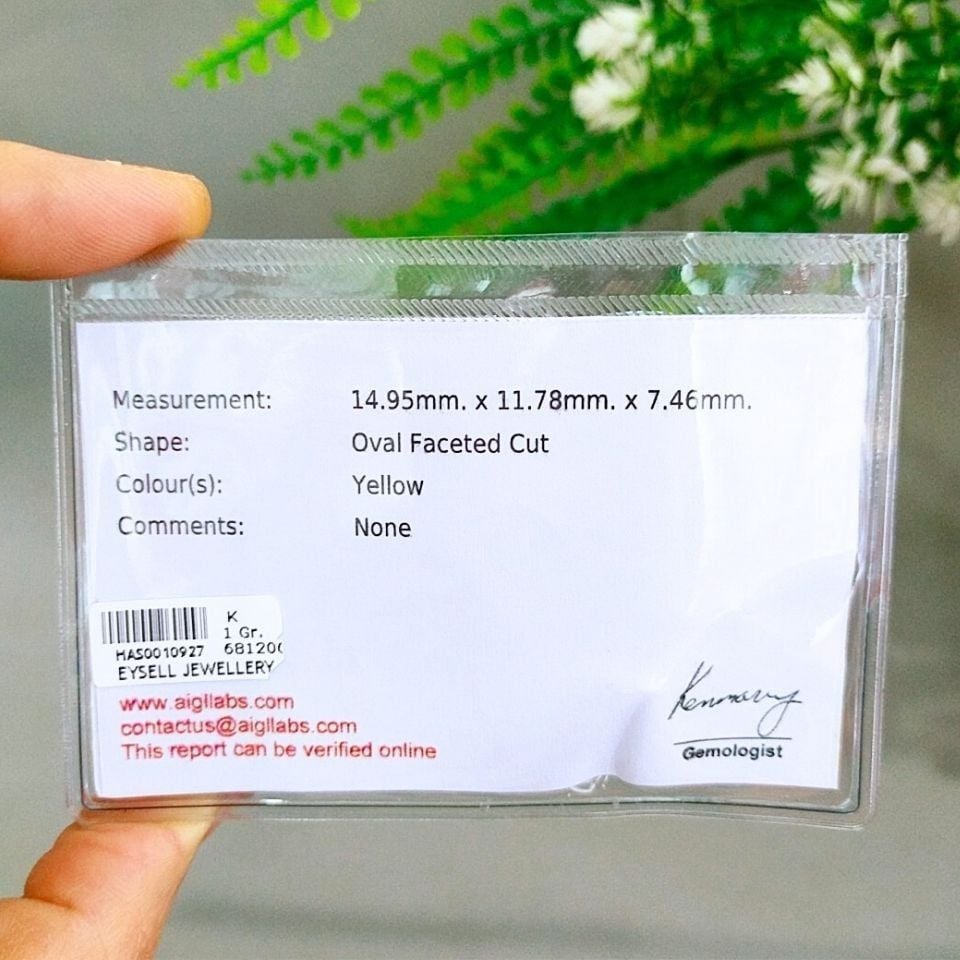 Measurement: 14.95mm. x 11.78mm. x 7.46mm.
Shape: Oval Faceted Cut
Colour(s): Yellow
Comments: None
K
1 Gr.
HAS0010927 681200
EYSELL JEWELLERY
www.aigllabs.com
contactus@aigllabs.com
This report can be verified online
Gemologist